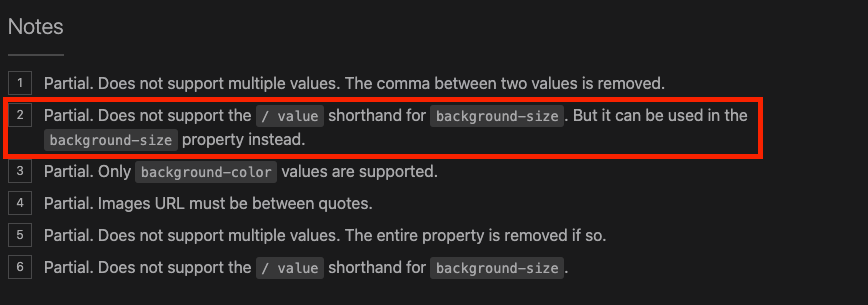 Notes
1 Partial. Does not support multiple values. The comma between two values is removed.
2 Partial. Does not support the / value shorthand for background-size. But it can be used in the
background-size property instead.
3 Partial. Only background-color values are supported.
4 Partial. Images URL must be between quotes.
5 Partial. Does not support multiple values. The entire property is removed if so.
6 Partial. Does not support the / value shorthand for background-size.